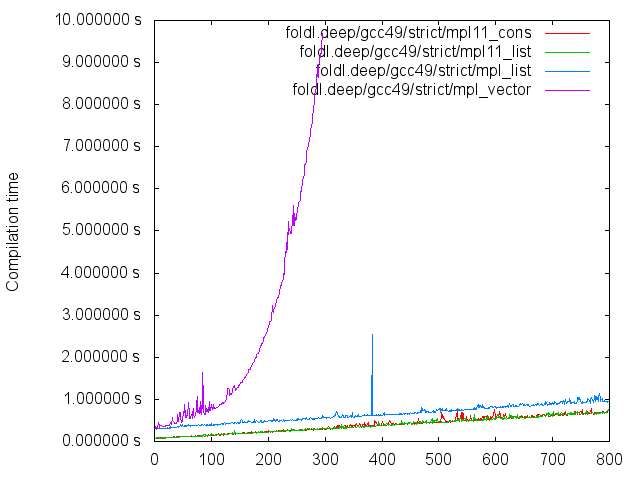 10.000000 s
9.000000 s
8.000000 s
7.000000 s
6.000000 s
5.000000 s
4.000000 s
3.000000 s
2.000000 s
1.000000 s
0.000000 s
Compilation time
foldl.deep/gcc49/strict/mpl11_cons
foldl.deep/gcc49/strict/mpl11_list
foldl.deep/gcc49/strict/mpl_list
foldl.deep/gcc49/strict/mpl_vector
0 100 200 300 400 500 600 700 800